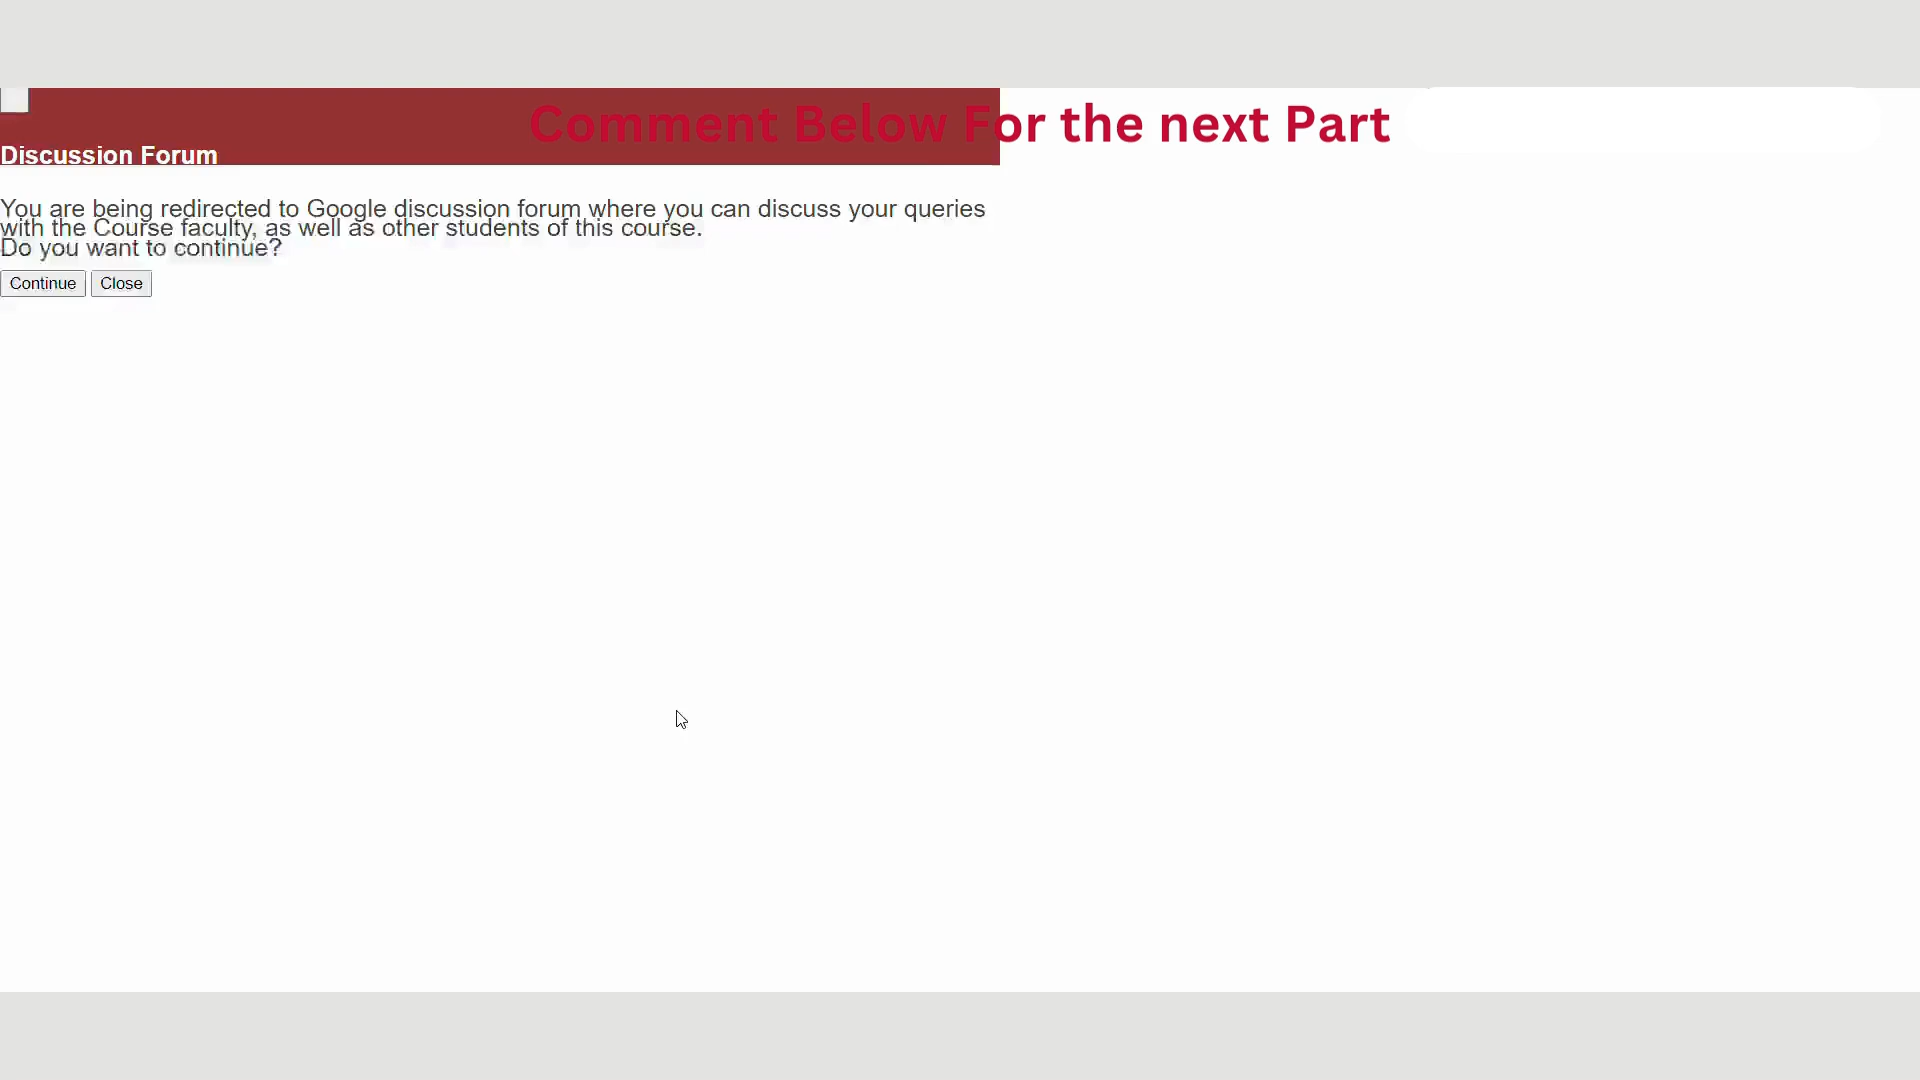 Comment Below For the next Part
Discussion Forum
You are being redirected to Google discussion forum where you can discuss your queries
with the Course faculty, as well as other students of this course.
Do you want to continue?
Continue Close